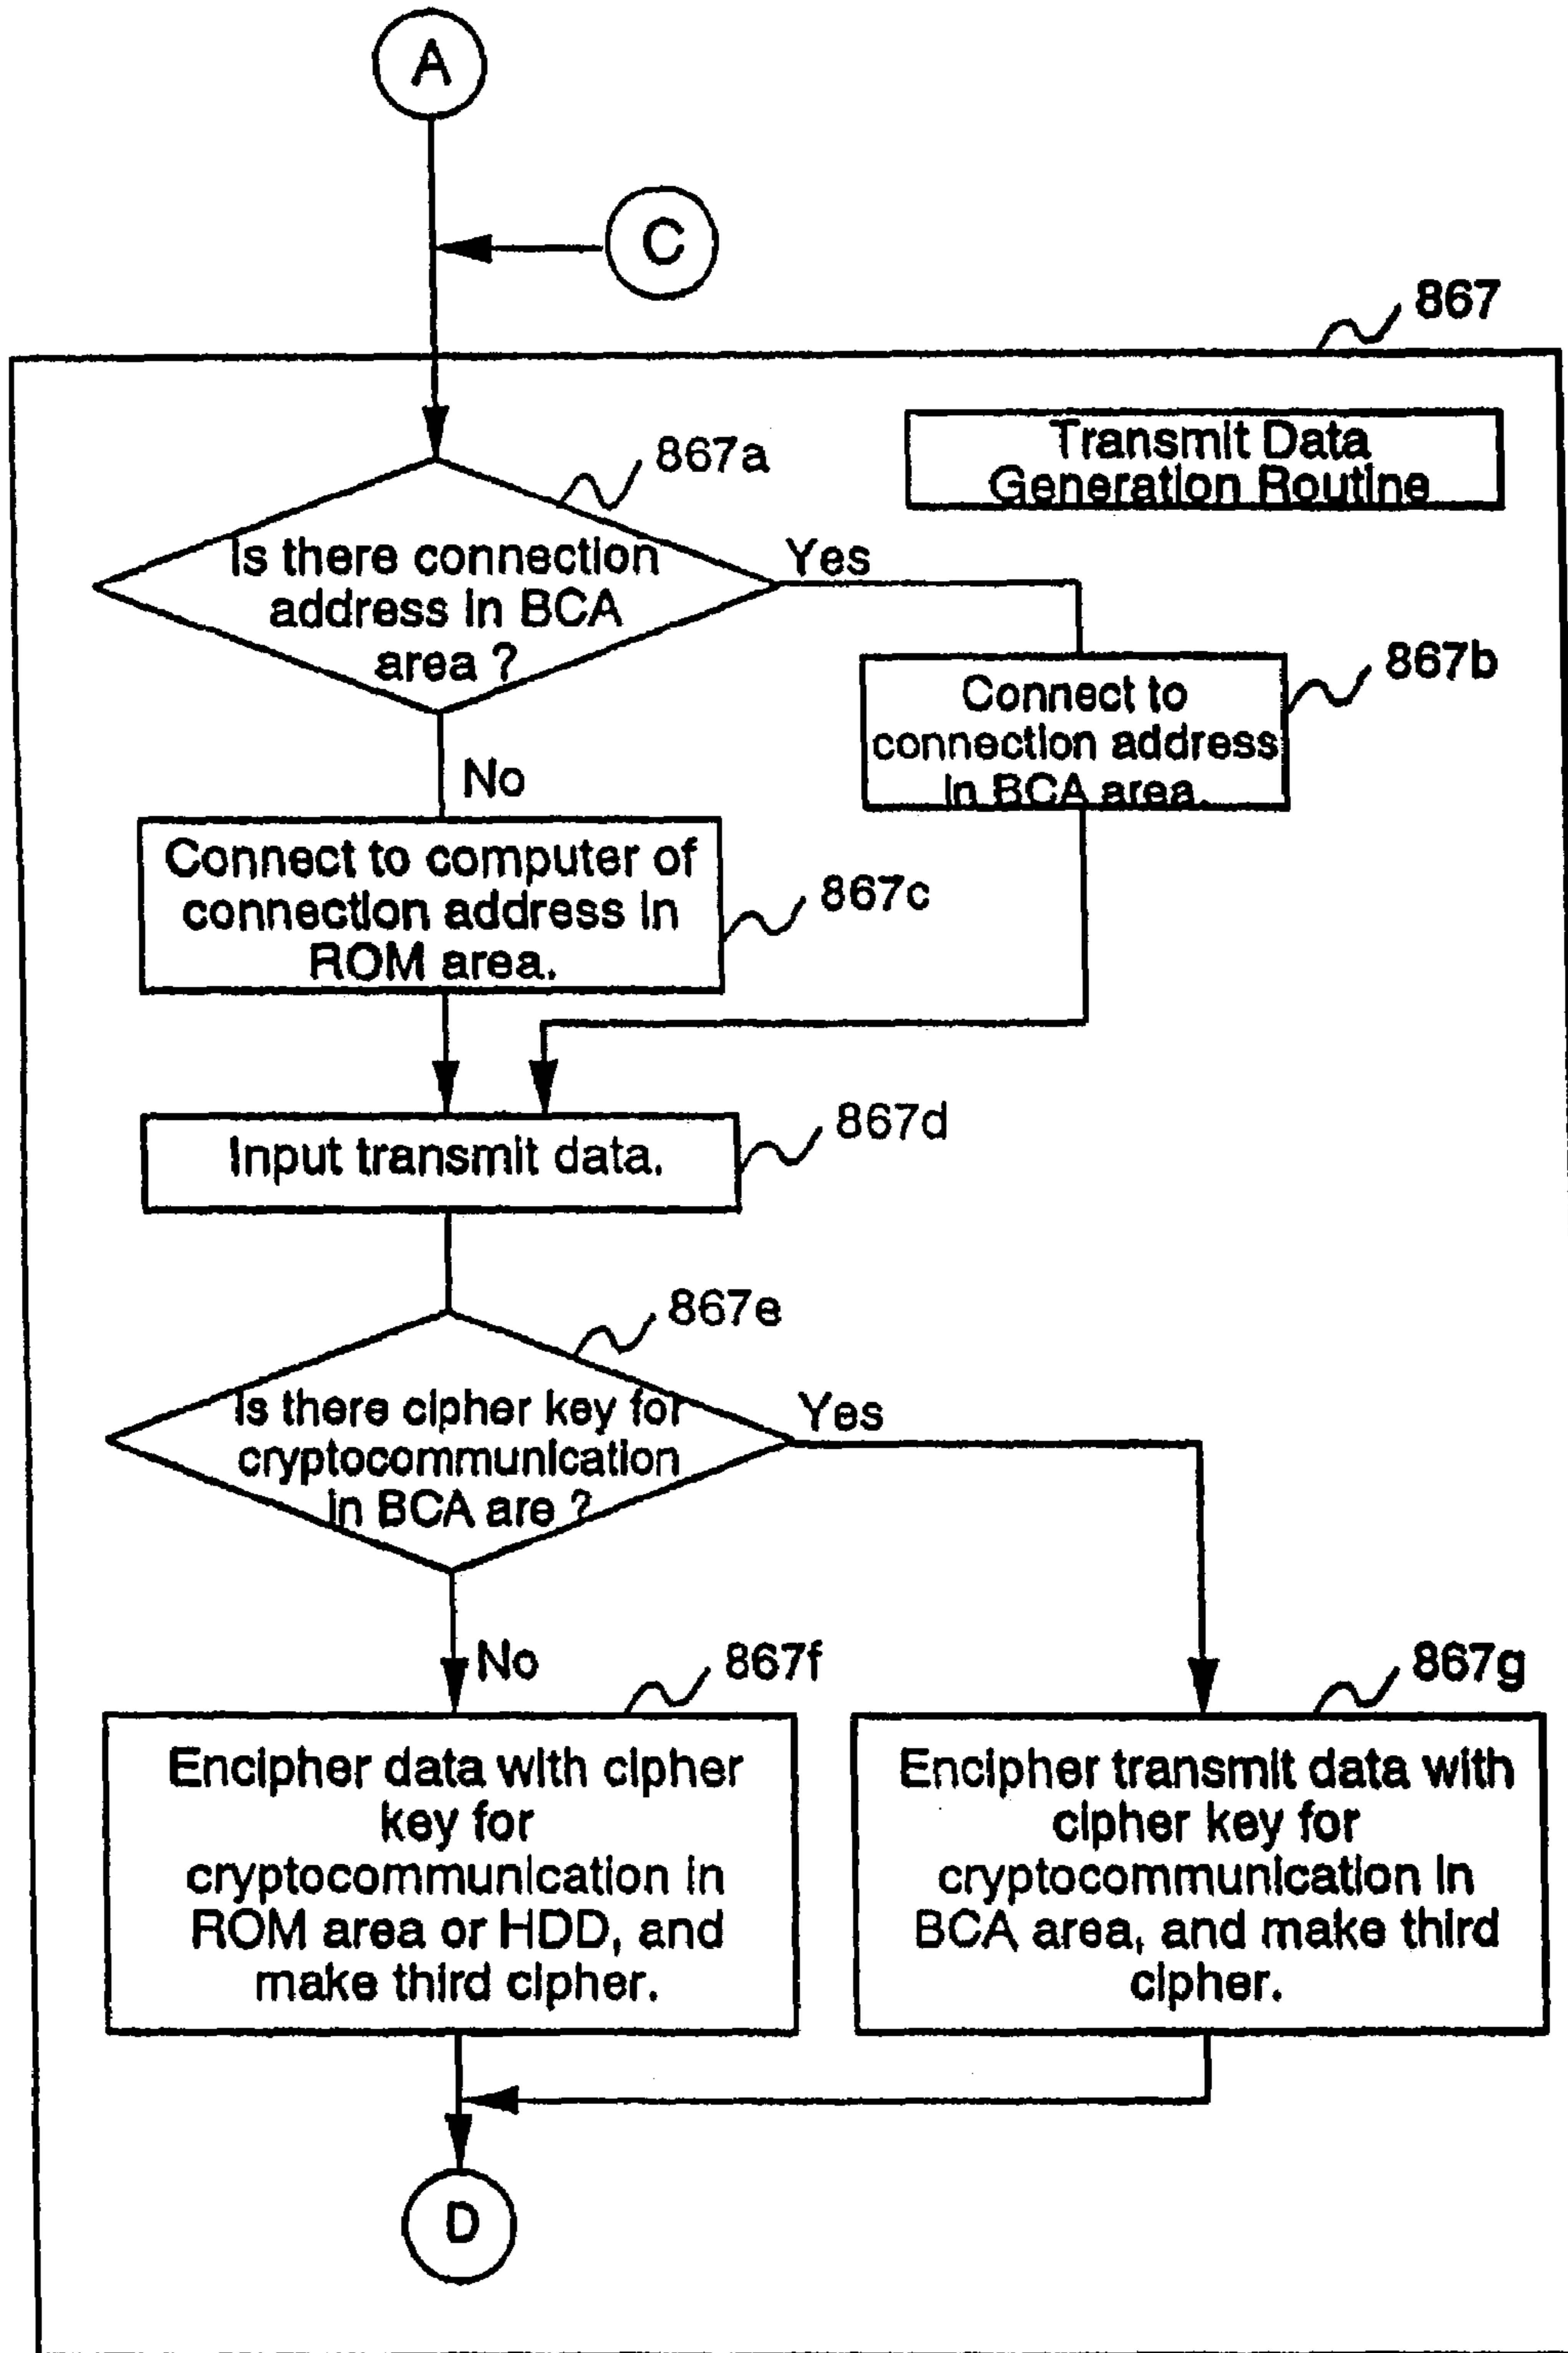 A
C
867
Transmit Data
Generation Routine
867a
Is there connection
address in BCA
area ?
Yes
867b
Connect to
connection address
in BCA area.
No
Connect to computer of
connection address in
ROM area.
867c
Input transmit data.
867d
867e
Is there cipher key for
cryptocommunication
in BCA are ?
Yes
No
867f
867g
Encipher data with cipher
key for
cryptocommunication in
ROM area or HDD, and
make third cipher.
Encipher transmit data with
cipher key for
cryptocommunication in
BCA area, and make third
cipher.
D